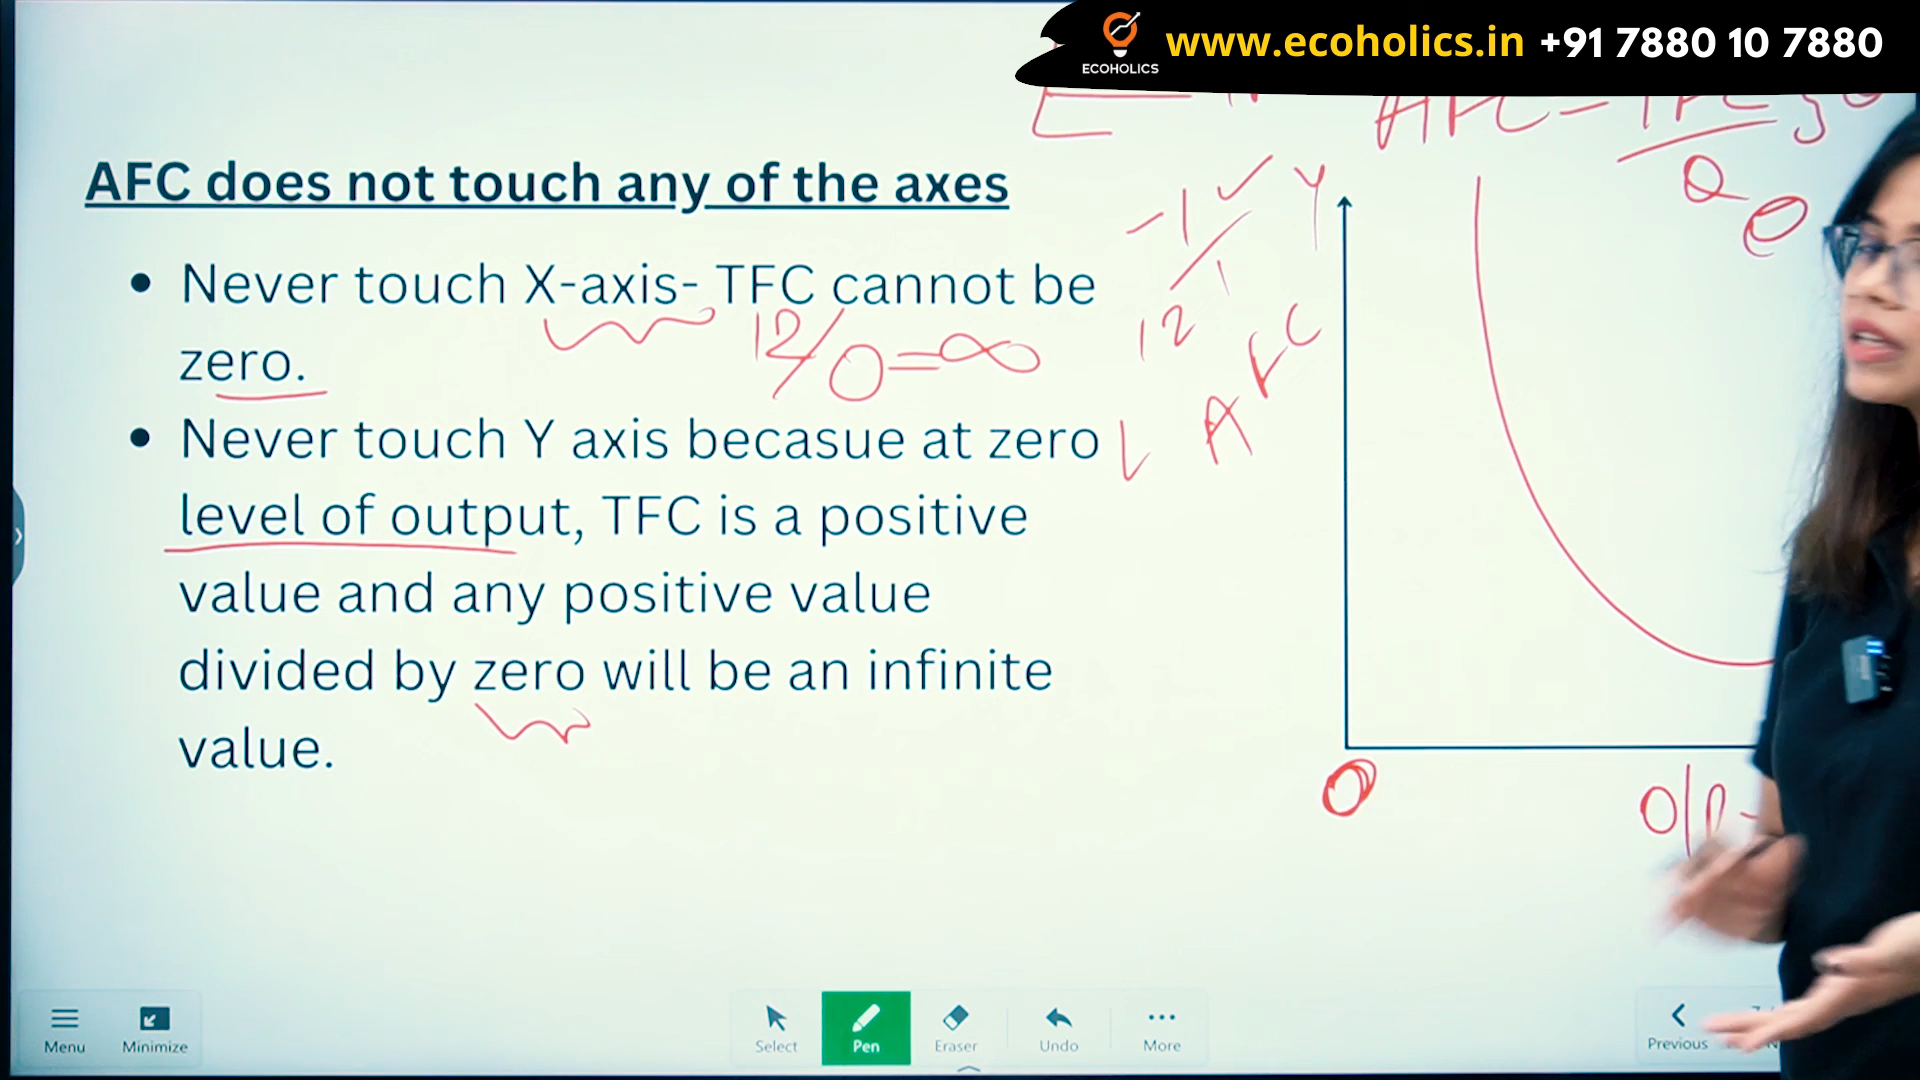 www.ecoholics.in +91 7880 10 7880
ECOHOLICS
AFC = TFC
Q
AFC does not touch any of the axes
Y
• Never touch X-axis- TFC cannot be
zero.
12/0=∞
12
AFC
• Never touch Y axis becasue at zero
level of output, TFC is a positive
value and any positive value
divided by zero will be an infinite
value.
O
O/P
Menu
Minimize
Select
Pen
Eraser
Undo
More
Previous